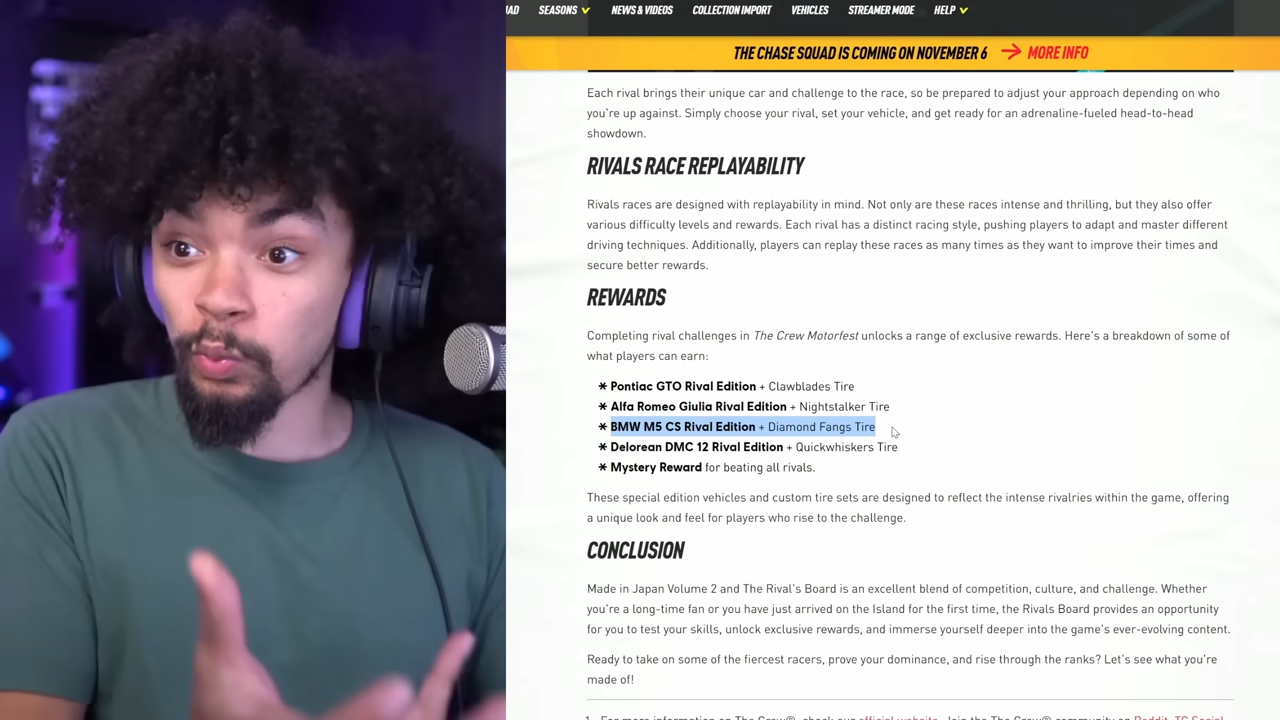 SEASONS
NEWS & VIDEOS
COLLECTION IMPORT
VEHICLES
STREAMER MODE
HELP
THE CHASE SQUAD IS COMING ON NOVEMBER 6 → MORE INFO
Each rival brings their unique car and challenge to the race, so be prepared to adjust your approach depending on who
you're up against. Simply choose your rival, set your vehicle, and get ready for an adrenaline-fueled head-to-head
showdown.
RIVALS RACE REPLAYABILITY
Rivals races are designed with replayability in mind. Not only are these races intense and thrilling, but they also offer
various difficulty levels and rewards. Each rival has a distinct racing style, pushing players to adapt and master different
driving techniques. Additionally, players can replay these races as many times as they want to improve their times and
secure better rewards.
REWARDS
Completing rival challenges in The Crew Motorfest unlocks a range of exclusive rewards. Here's a breakdown of some of
what players can earn:
* Pontiac GTO Rival Edition + Clawblades Tire
* Alfa Romeo Giulia Rival Edition + Nightstalker Tire
* BMW M5 CS Rival Edition + Diamond Fangs Tire
* Delorean DMC 12 Rival Edition + Quickwhiskers Tire
* Mystery Reward for beating all rivals.
These special edition vehicles and custom tire sets are designed to reflect the intense rivalries within the game, offering
a unique look and feel for players who rise to the challenge.
CONCLUSION
Made in Japan Volume 2 and The Rival's Board is an excellent blend of competition, culture, and challenge. Whether
you're a long-time fan or you have just arrived on the Island for the first time, the Rivals Board provides an opportunity
for you to test your skills, unlock exclusive rewards, and immerse yourself deeper into the game's ever-evolving content.
Ready to take on some of the fiercest racers, prove your dominance, and rise through the ranks? Let's see what you're
made of!